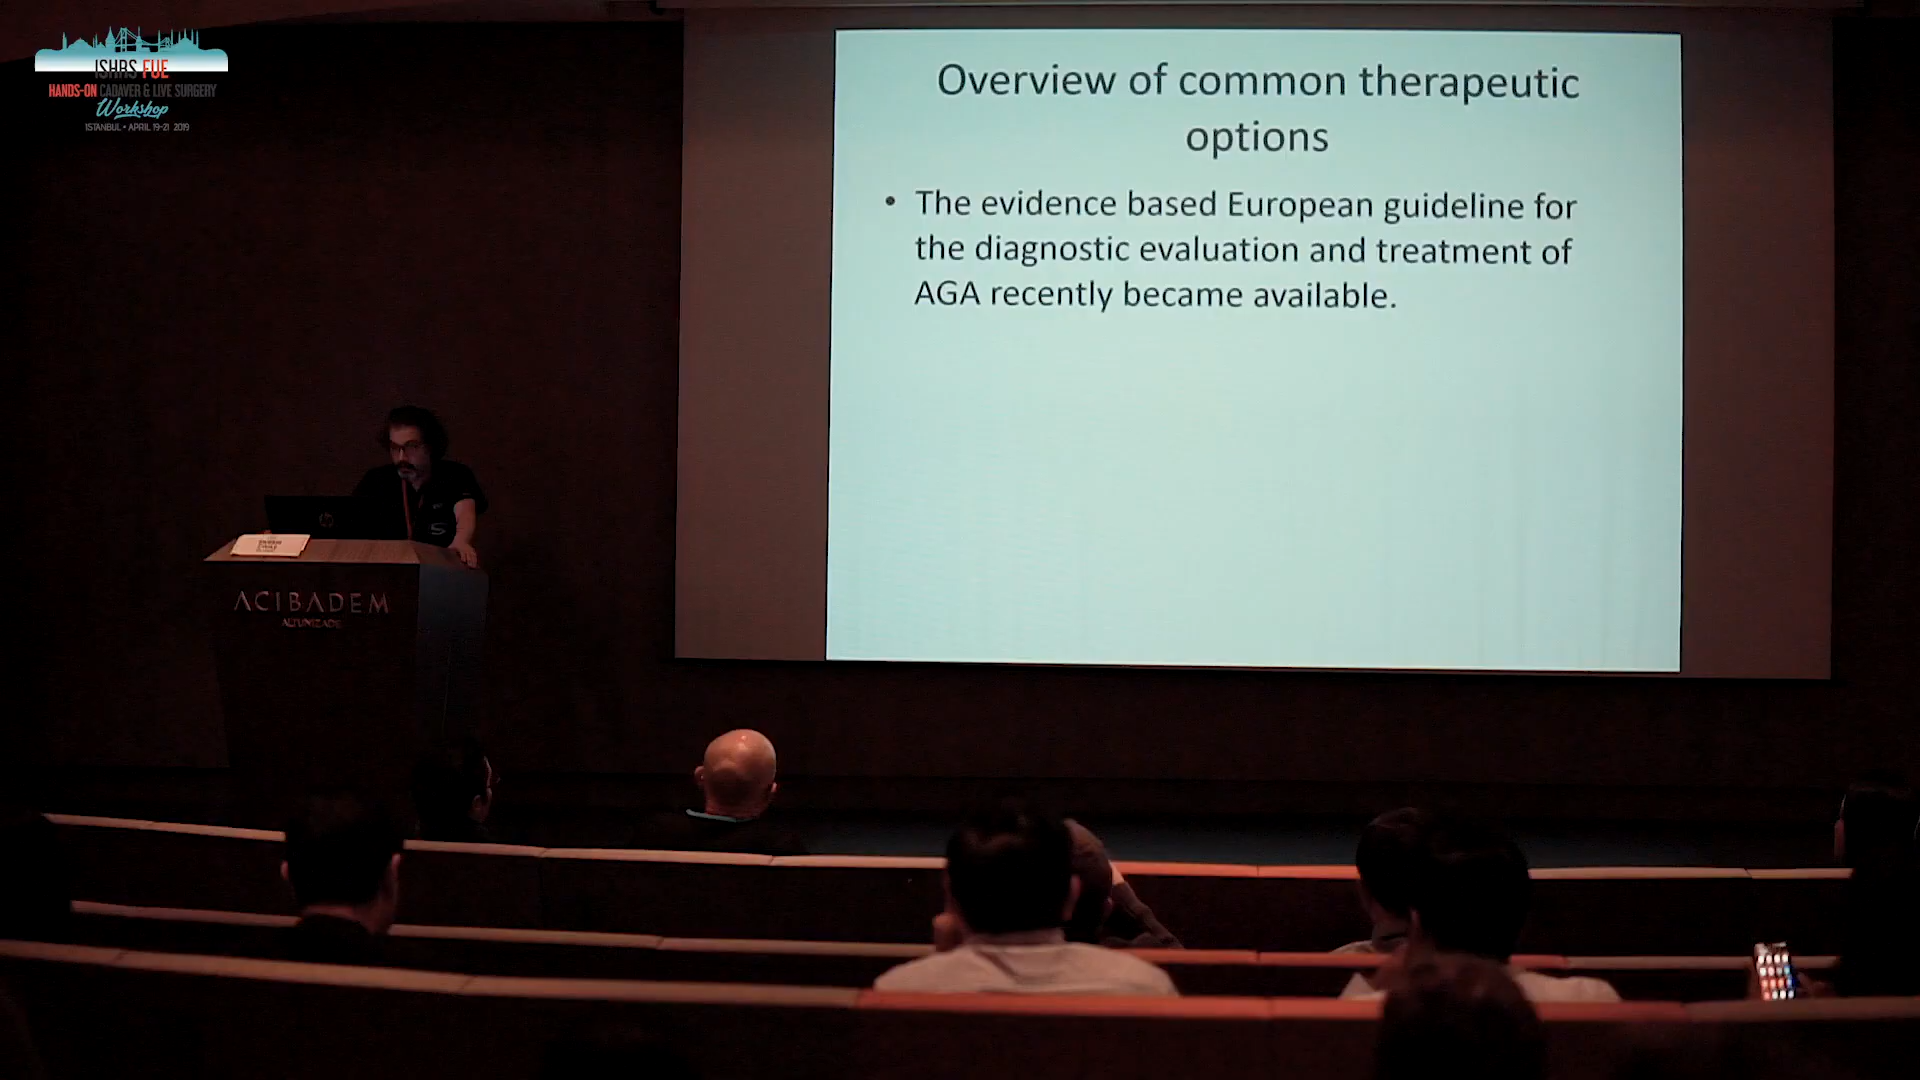 ISHRS FUE
HANDS-ON CADAVER & LIVE SURGERY
Workshop
ISTANBUL • APRIL 19-21 2019
Overview of common therapeutic
options
• The evidence based European guideline for
the diagnostic evaluation and treatment of
AGA recently became available.
ACIBADEM
ALTUNIZADE